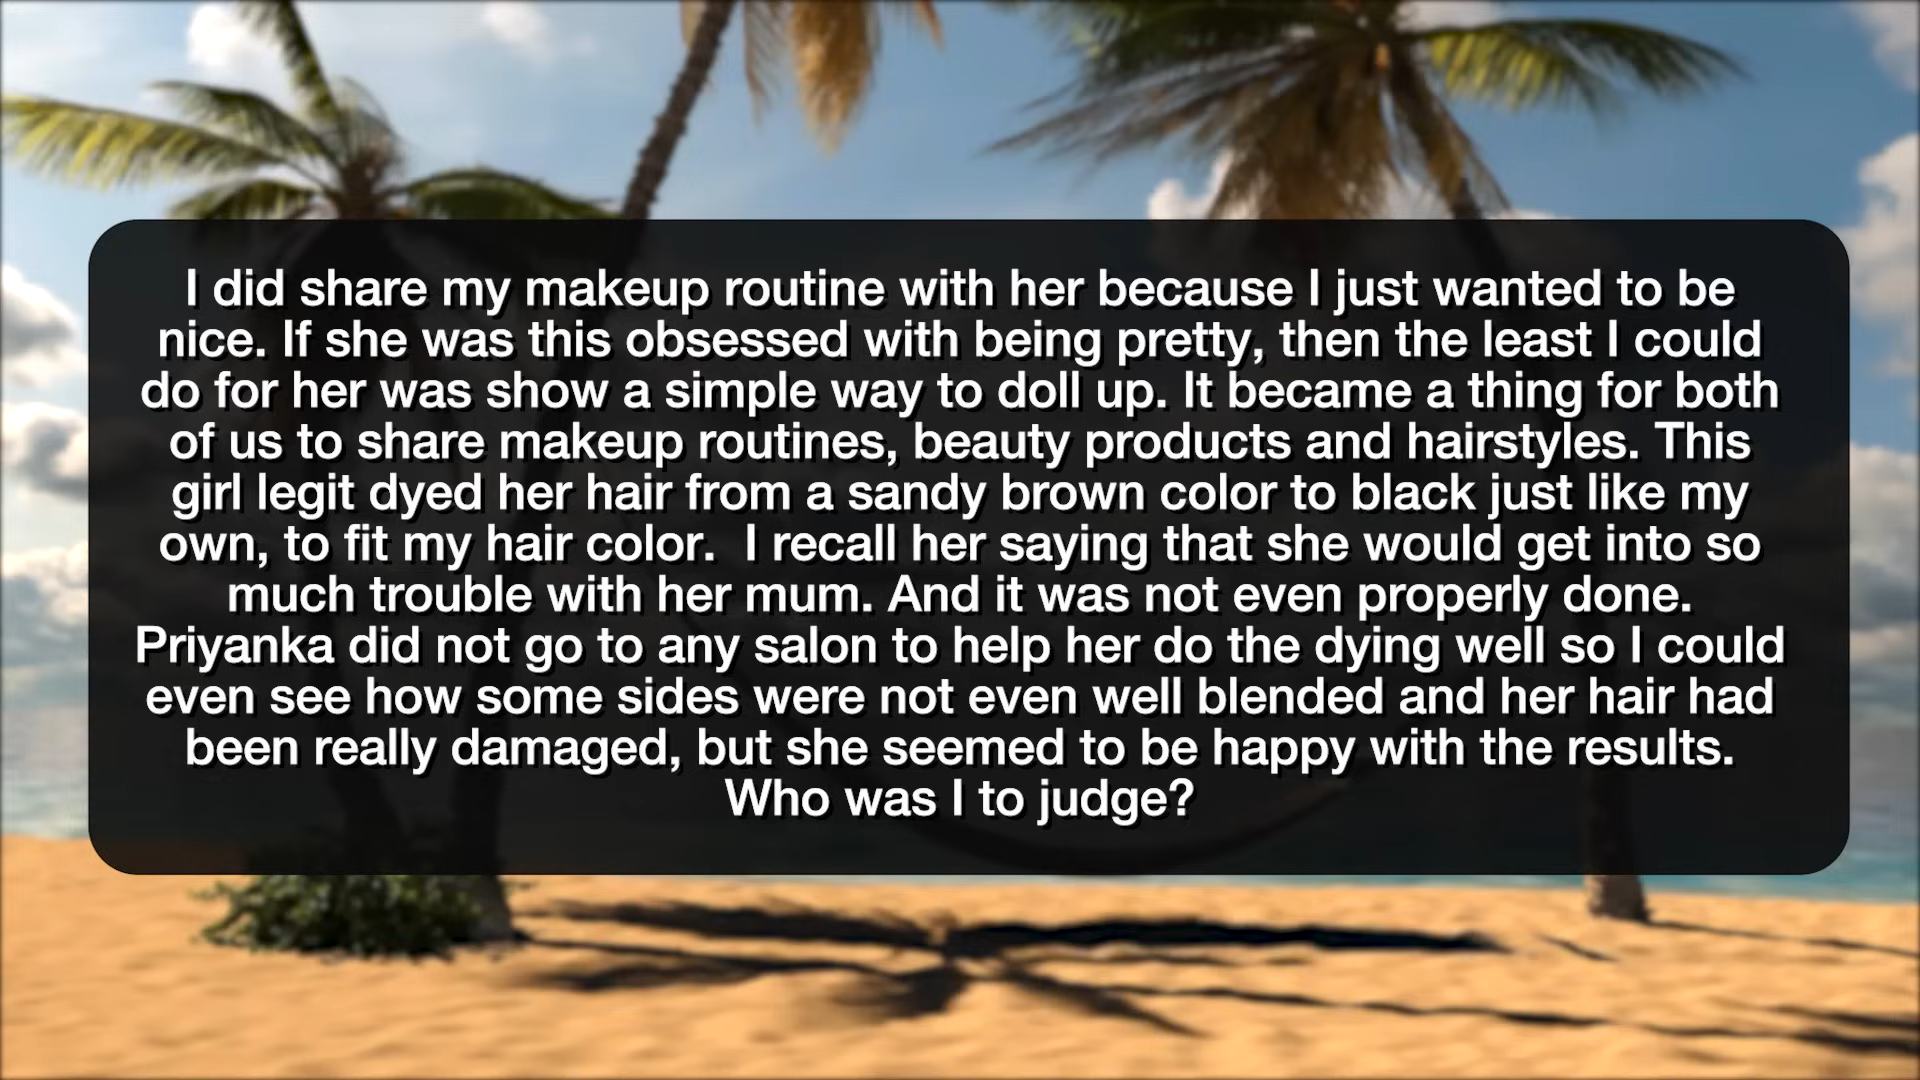 I did share my makeup routine with her because I just wanted to be
nice. If she was this obsessed with being pretty, then the least I could
do for her was show a simple way to doll up. It became a thing for both
of us to share makeup routines, beauty products and hairstyles. This
girl legit dyed her hair from a sandy brown color to black just like my
own, to fit my hair color.  I recall her saying that she would get into so
much trouble with her mum. And it was not even properly done.
Priyanka did not go to any salon to help her do the dying well so I could
even see how some sides were not even well blended and her hair had
been really damaged, but she seemed to be happy with the results.
Who was I to judge?